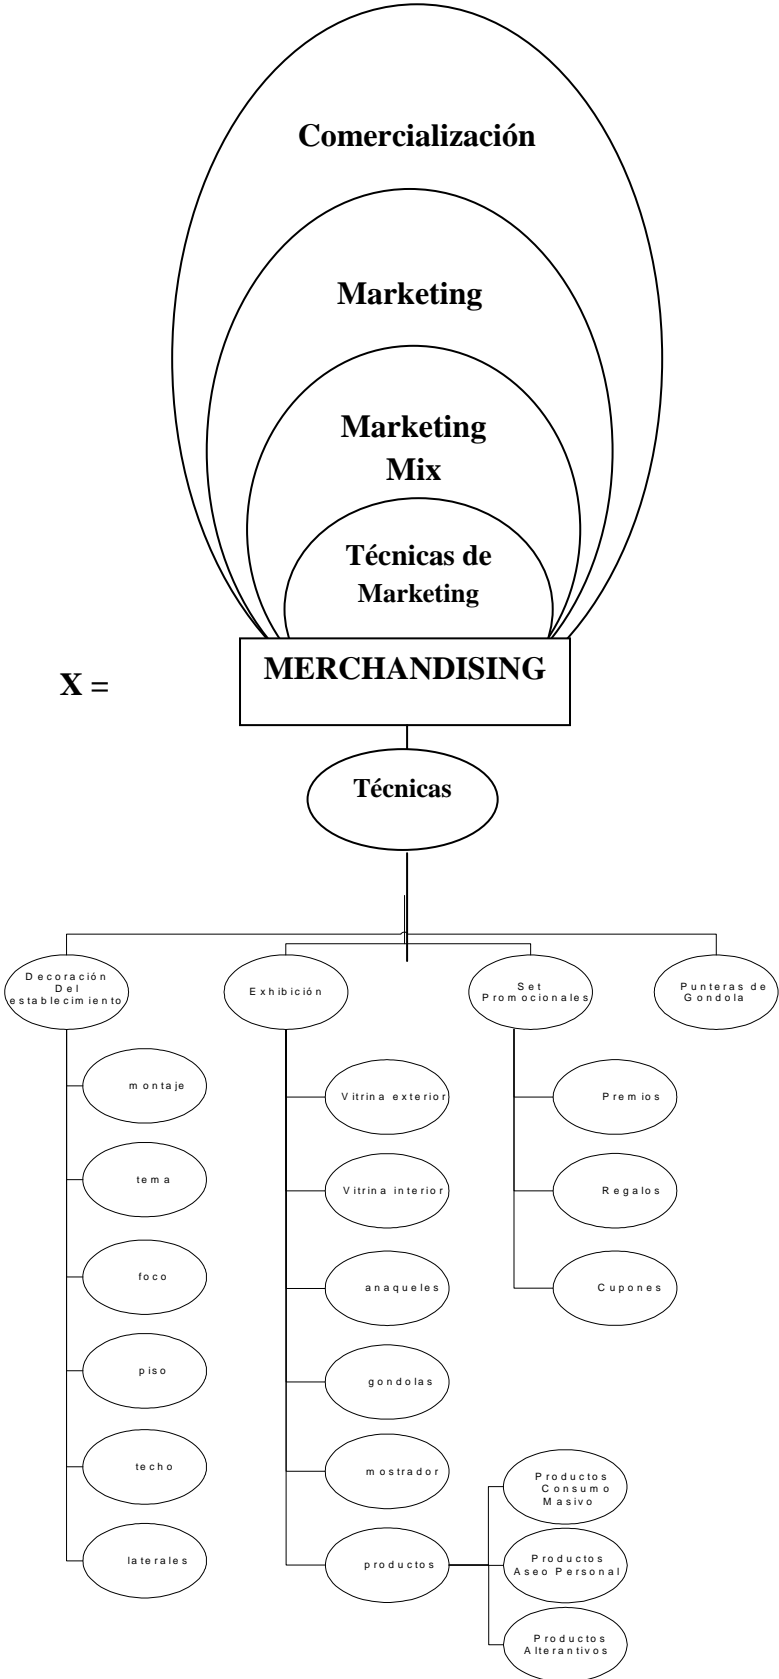 Comercialización
Marketing
Marketing
Mix
Técnicas de
Marketing
X =
MERCHANDISING
Técnicas
Decoración
Del
establecimiento
montaje
tema
foco
piso
techo
laterales
Exhibición
Vitrina exterior
Vitrina interior
anaqueles
gondolas
mostrador
productos
Productos
Consumo
Masivo
Productos
Aseo Personal
Productos
Alterantivos
Set
Promocionales
Premios
Regalos
Cupones
Punteras de
Gondola